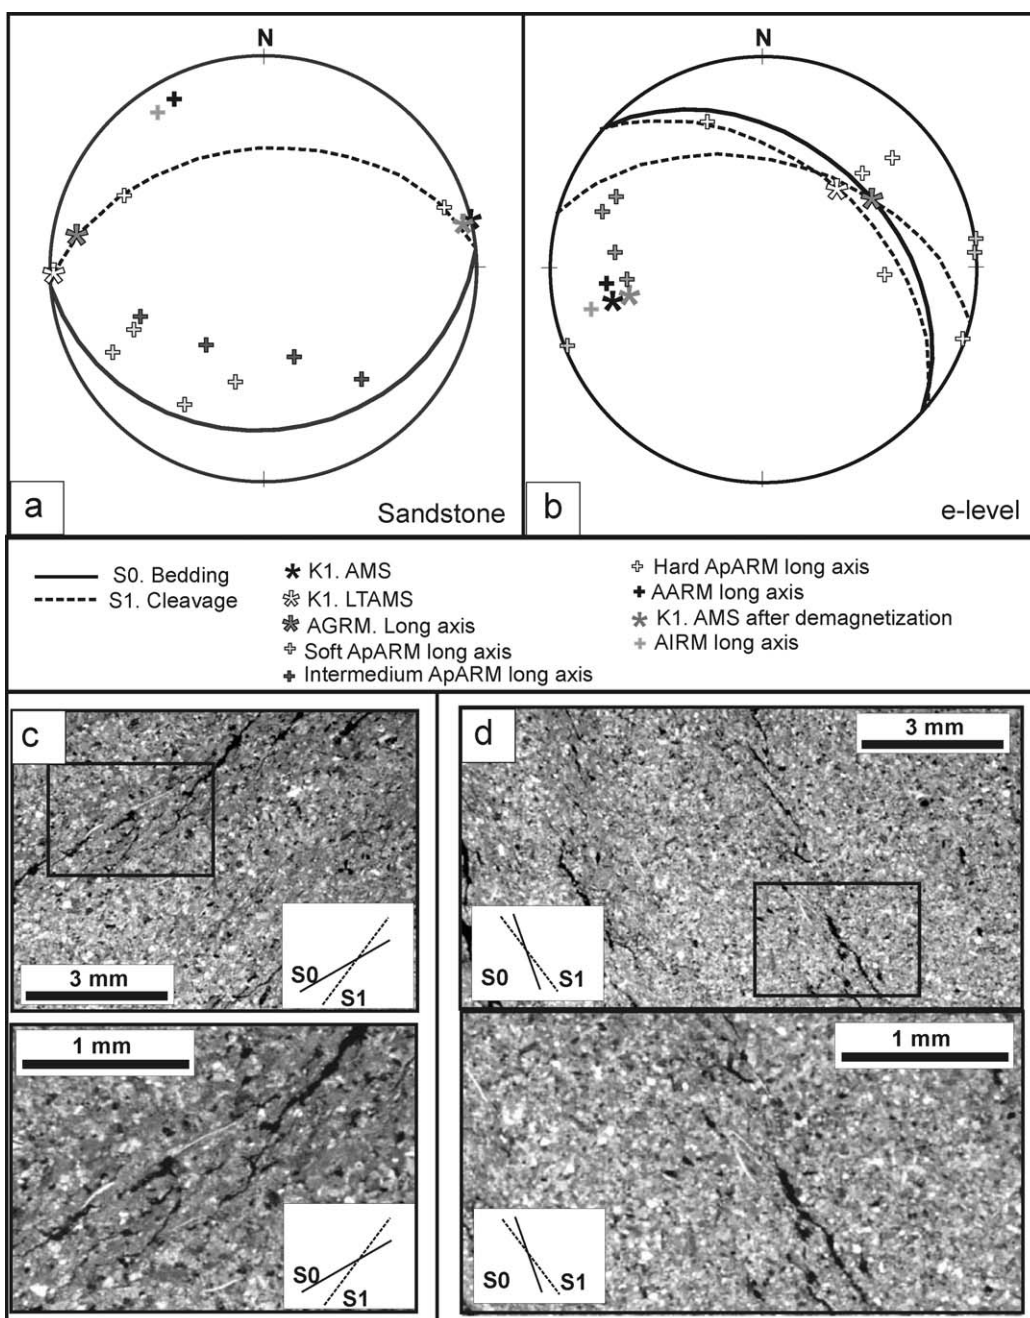 N
N
a
Sandstone
b
e-level
S0. Bedding
S1. Cleavage
K1. AMS
K1. LTAMS
AGRM. Long axis
Soft ApARM long axis
Intermedium ApARM long axis
Hard ApARM long axis
AARM long axis
K1. AMS after demagnetization
AIRM long axis
c
3 mm
S0
S1
d
3 mm
S0 S1
1 mm
S0
S1
1 mm
S0 S1